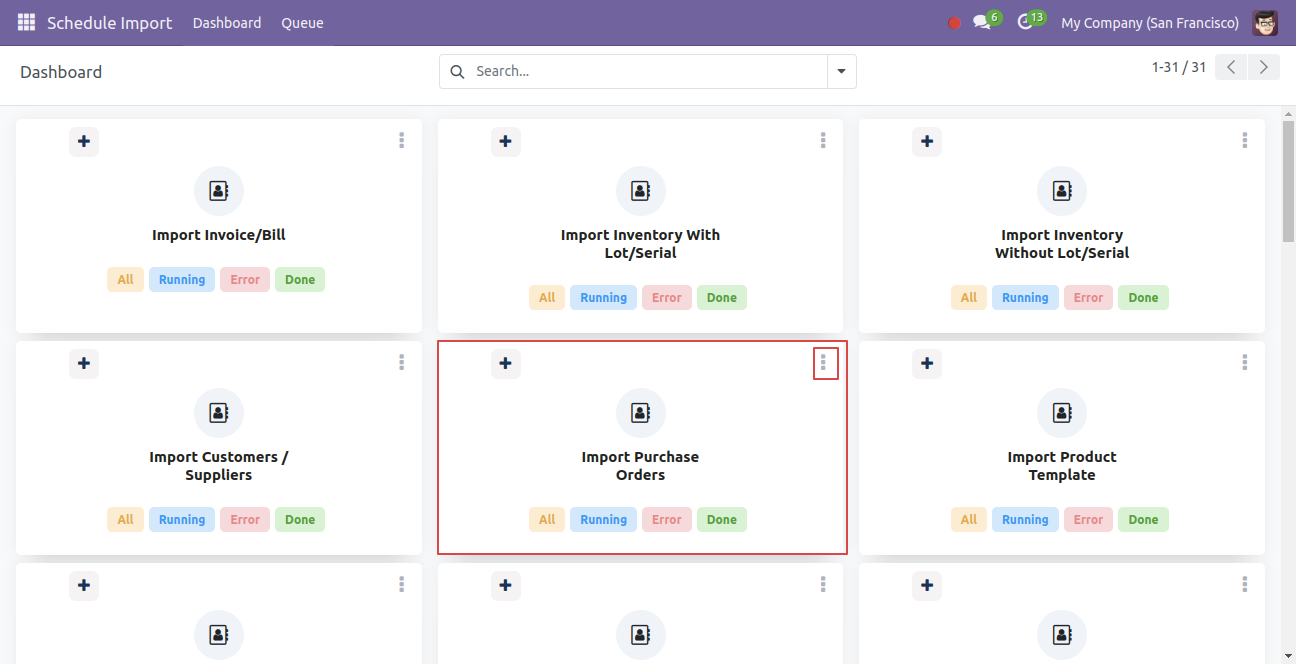 Schedule Import Dashboard Queue 6 13 My Company (San Francisco)
Dashboard Search... 1-31 / 31
Import Invoice/Bill
All Running Error Done
Import Inventory With
Lot/Serial
All Running Error Done
Import Inventory
Without Lot/Serial
All Running Error Done
Import Customers /
Suppliers
All Running Error Done
Import Purchase
Orders
All Running Error Done
Import Product
Template
All Running Error Done